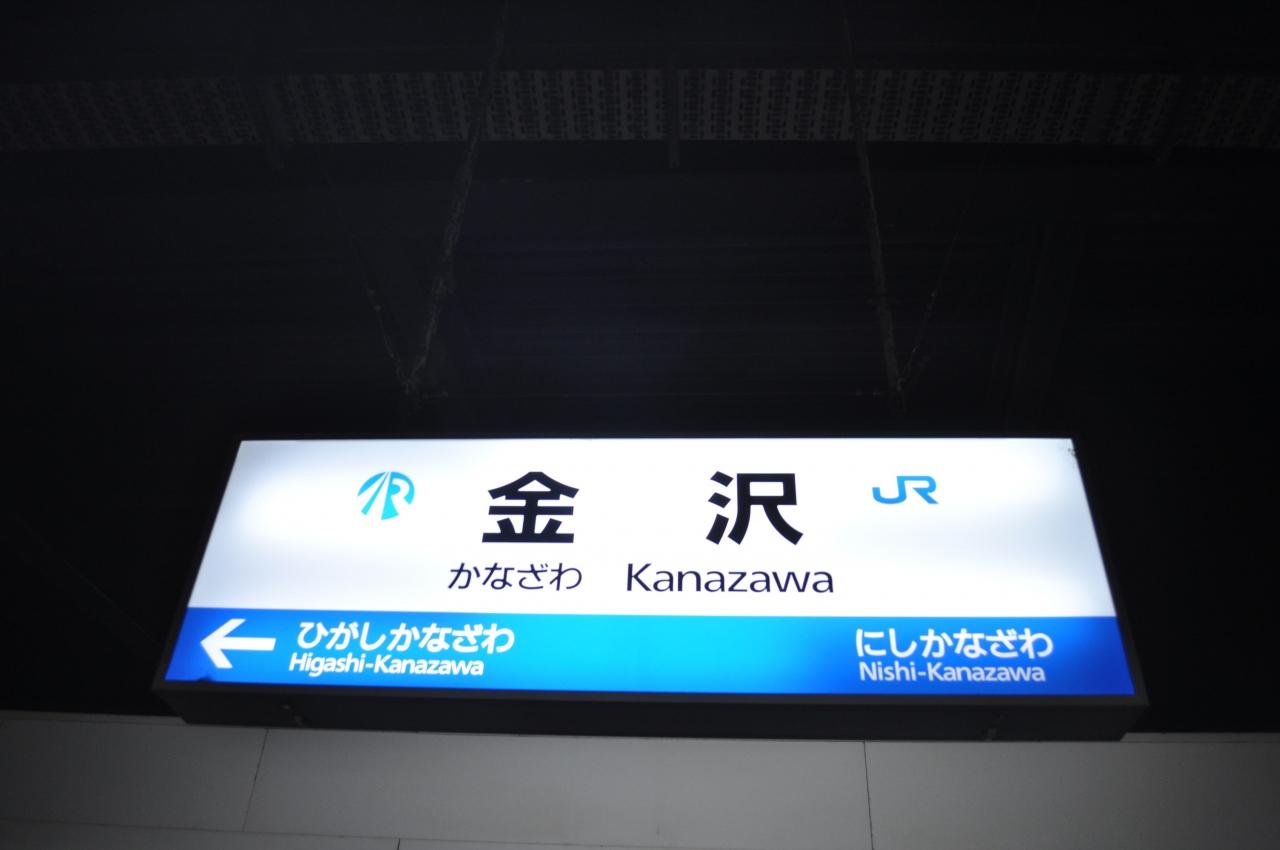 金沢 JR
かなざわ Kanazawa
← ひがしかなざわ にしかなざわ
Higashi-Kanazawa Nishi-Kanazawa